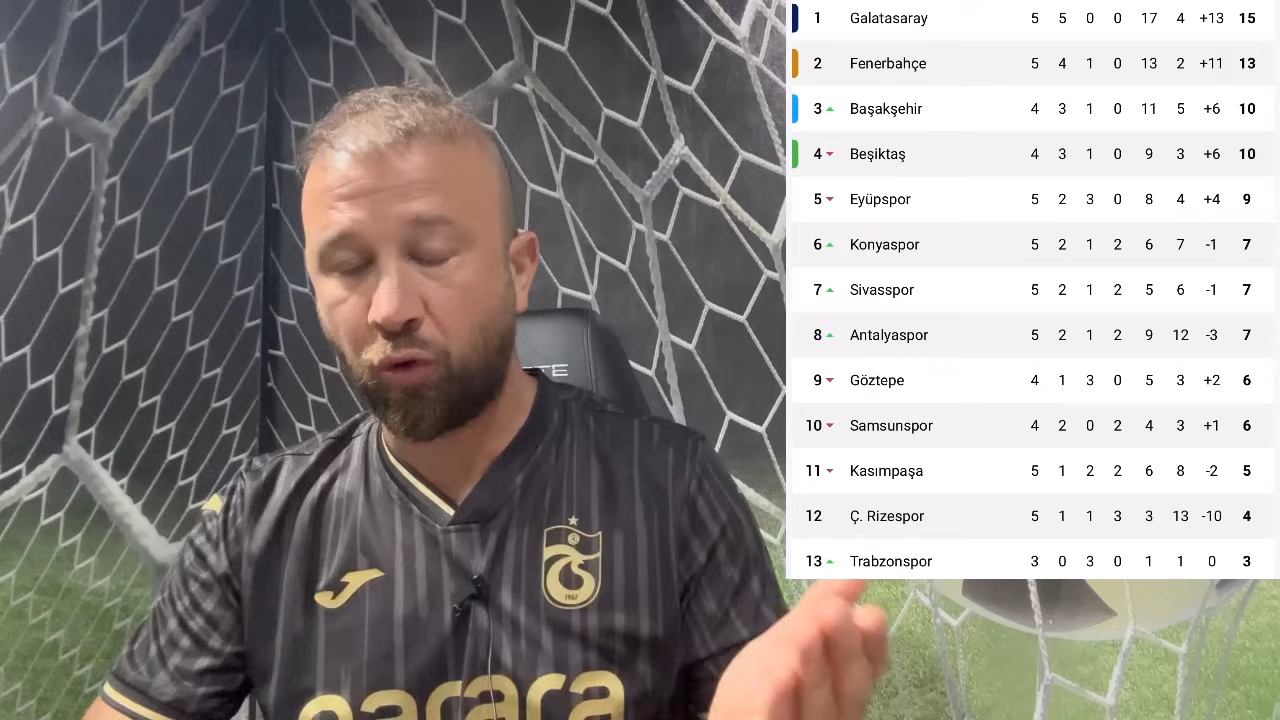 1 Galatasaray 5 5 0 0 17 4 +13 15
2 Fenerbahçe 5 4 1 0 13 2 +11 13
3 Başakşehir 4 3 1 0 11 5 +6 10
4 Beşiktaş 4 3 1 0 9 3 +6 10
5 Eyüpspor 5 2 3 0 8 4 +4 9
6 Konyaspor 5 2 1 2 6 7 -1 7
7 Sivasspor 5 2 1 2 5 6 -1 7
8 Antalyaspor 5 2 1 2 9 12 -3 7
9 Göztepe 4 1 3 0 5 3 +2 6
10 Samsunspor 4 2 0 2 4 3 +1 6
11 Kasımpaşa 5 1 2 2 6 8 -2 5
12 Ç. Rizespor 5 1 1 3 3 13 -10 4
13 Trabzonspor 3 0 3 0 1 1 0 3
TE
1967